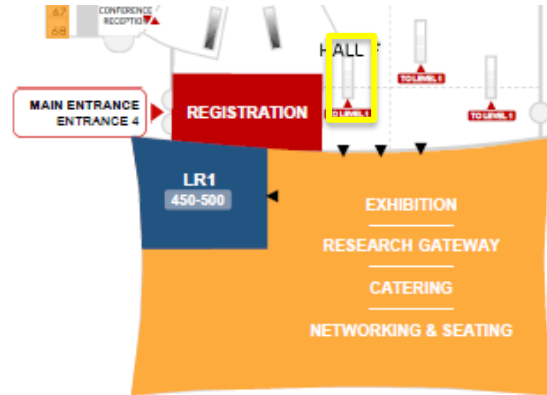 67
68
CONFERENCE
RECEPTION
HALL F
TO LEVEL 1
TO LEVEL 1
TO LEVEL 1
MAIN ENTRANCE
ENTRANCE 4
REGISTRATION
LR1
450-500
EXHIBITION
RESEARCH GATEWAY
CATERING
NETWORKING & SEATING